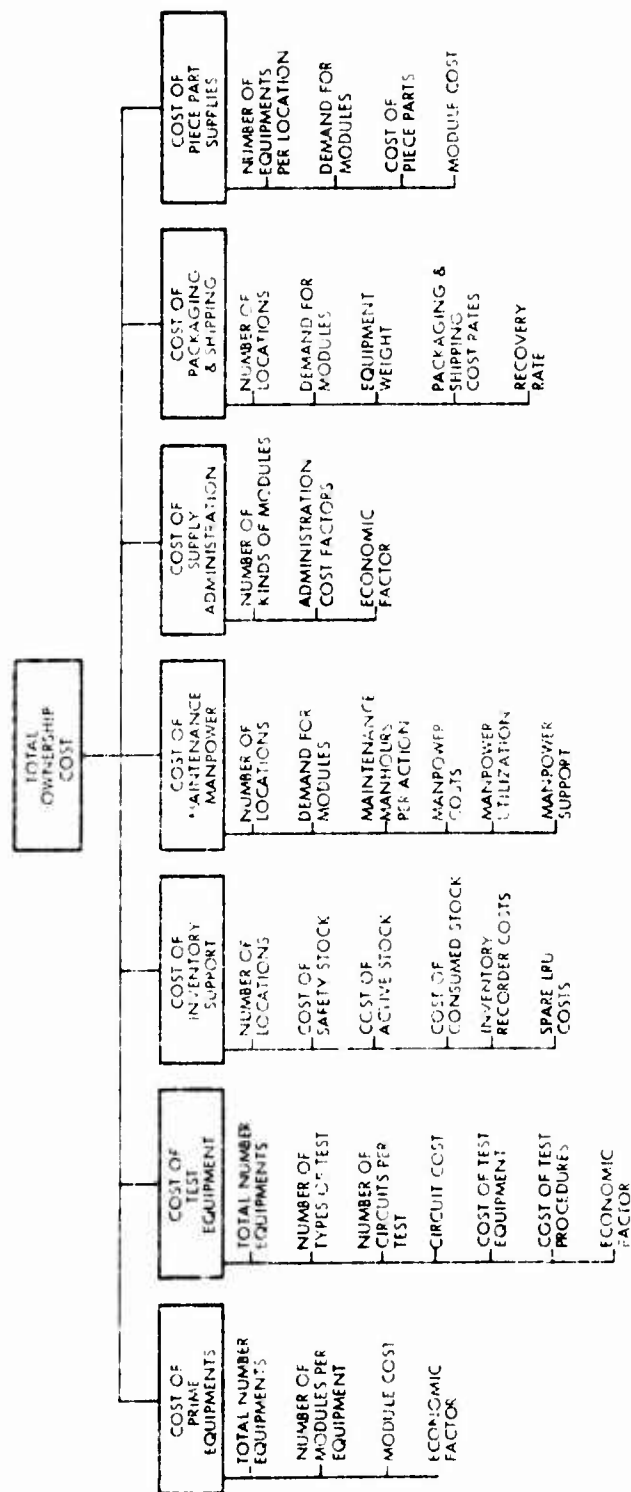 TOTAL
OWNERSHIP
COST
COST OF
PRIME
EQUIPMENTS
TOTAL NUMBER
EQUIPMENTS
NUMBER OF
MODULES PER
EQUIPMENT
MODULE COST
ECONOMIC
FACTOR
COST OF
TEST
EQUIPMENT
TOTAL NUMBER
EQUIPMENTS
NUMBER OF
TYPES OF TEST
NUMBER OF
CIRCUITS PER
TEST
CIRCUIT COST
COST OF TEST
EQUIPMENT
COST OF TEST
PROCEDURES
ECONOMIC
FACTOR
COST OF
INVENTORY
SUPPORT
NUMBER OF
LOCATIONS
COST OF
SAFETY STOCK
COST OF
ACTIVE STOCK
COST OF
CONSUMED STOCK
INVENTORY
RECORDER COSTS
SPARE LRU
COSTS
COST OF
MAINTENANCE
MANPOWER
NUMBER OF
LOCATIONS
DEMAND FOR
MODULES
MAINTENANCE
MANHOURS
PER ACTION
MANPOWER
COSTS
MANPOWER
UTILIZATION
MANPOWER
SUPPORT
COST OF
SUPPLY
ADMINISTRATION
NUMBER OF
KINDS OF MODULES
ADMINISTRATION
COST FACTORS
ECONOMIC
FACTOR
COST OF
PACKAGING
& SHIPPING
NUMBER OF
LOCATIONS
DEMAND FOR
MODULES
EQUIPMENT
WEIGHT
PACKAGING &
SHIPPING
COST RATES
RECOVERY
RATE
COST OF
PIECE PART
SUPPLIES
NUMBER OF
EQUIPMENTS
PER LOCATION
DEMAND FOR
MODULES
COST OF
PIECE PARTS
MODULE COST